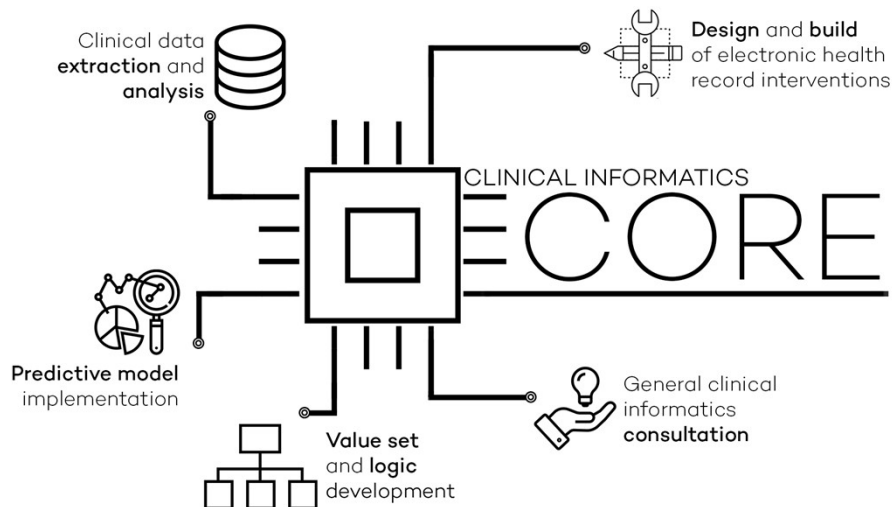 Clinical data
extraction and
analysis
Design and build
of electronic health
record interventions
CLINICAL INFORMATICS
CORE
Predictive model
implementation
Value set
and logic
development
General clinical
informatics
consultation